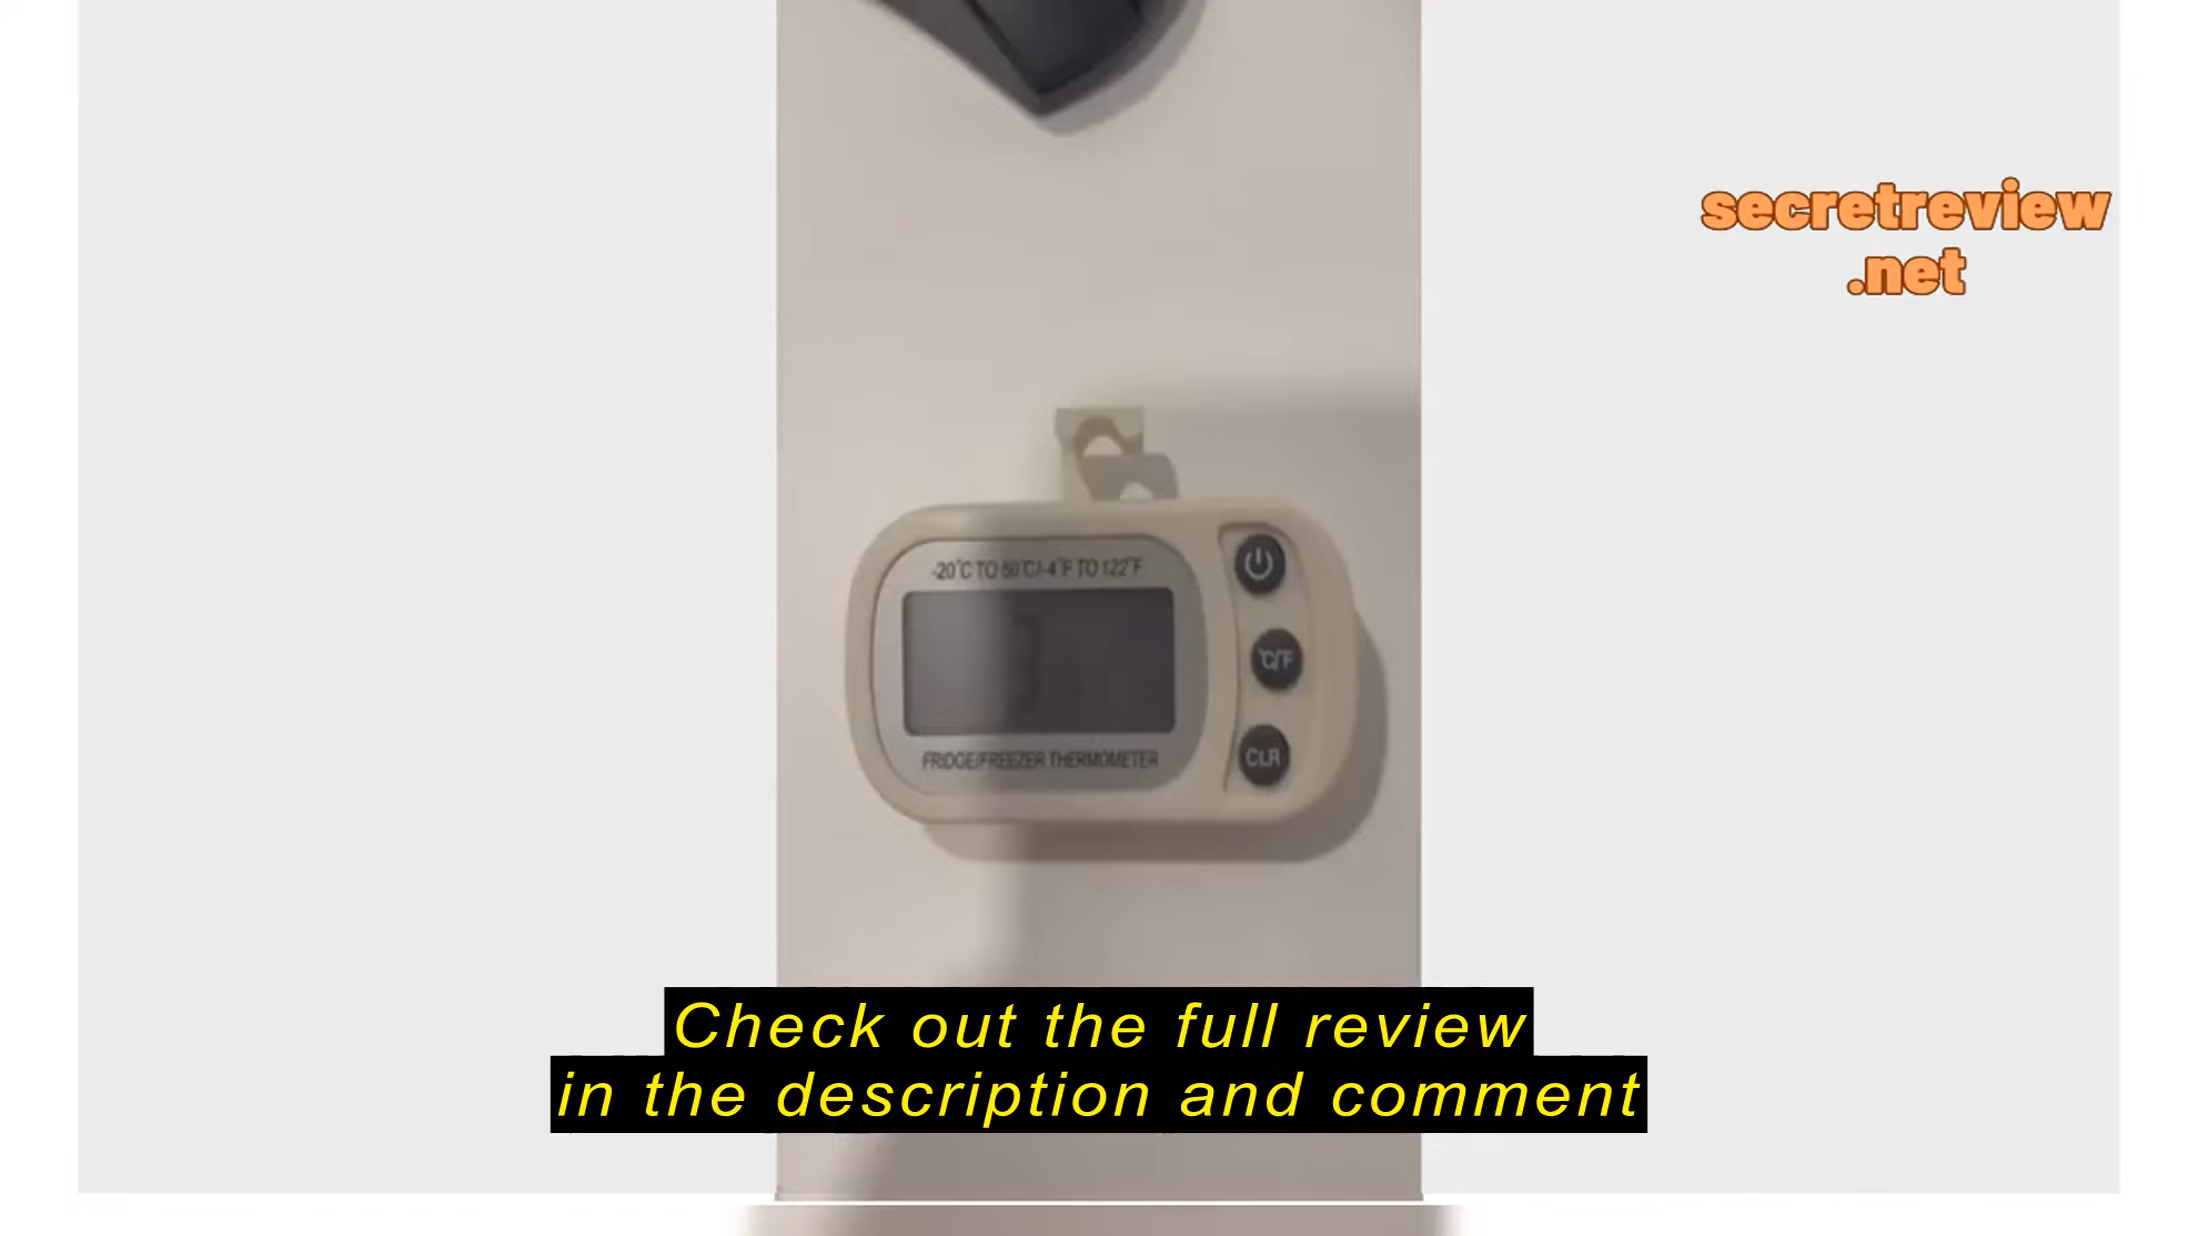 secretreview
.net
-20°C TO 50°C/-4°F TO 122°F
°C/°F
FRIDGE/FREEZER THERMOMETER
CLR
Check out the full review
in the description and comment